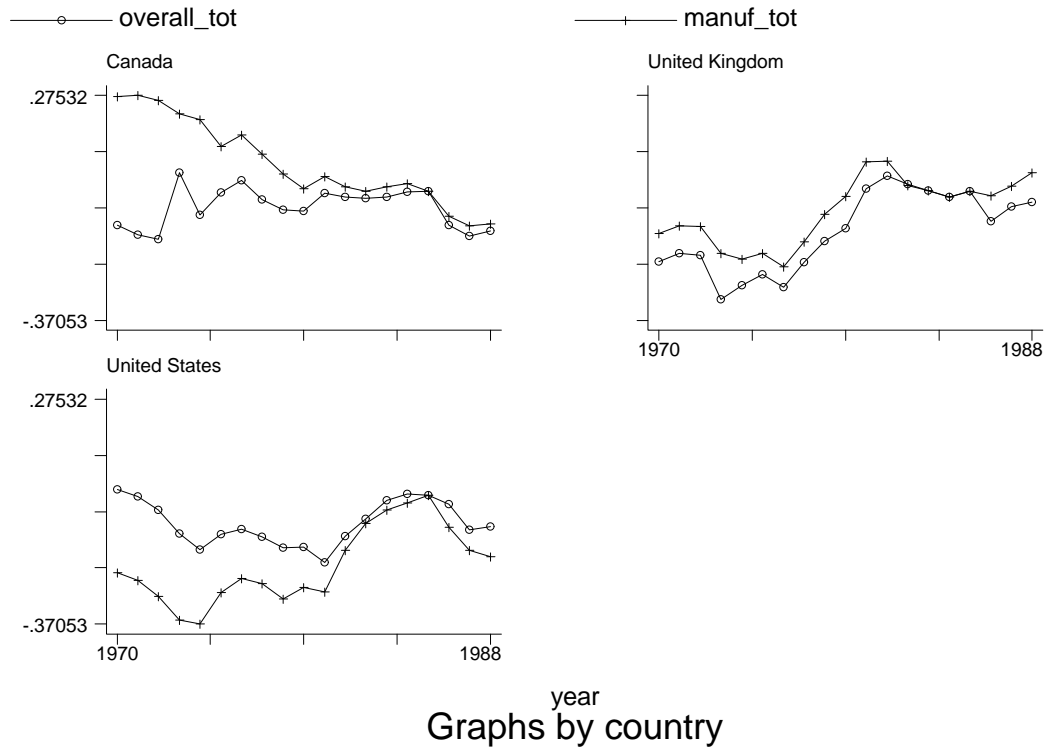 overall_tot manuf_tot
Canada United Kingdom
.27532
-.37053
1970 1988
United States
.27532
-.37053
1970 1988
year
Graphs by country